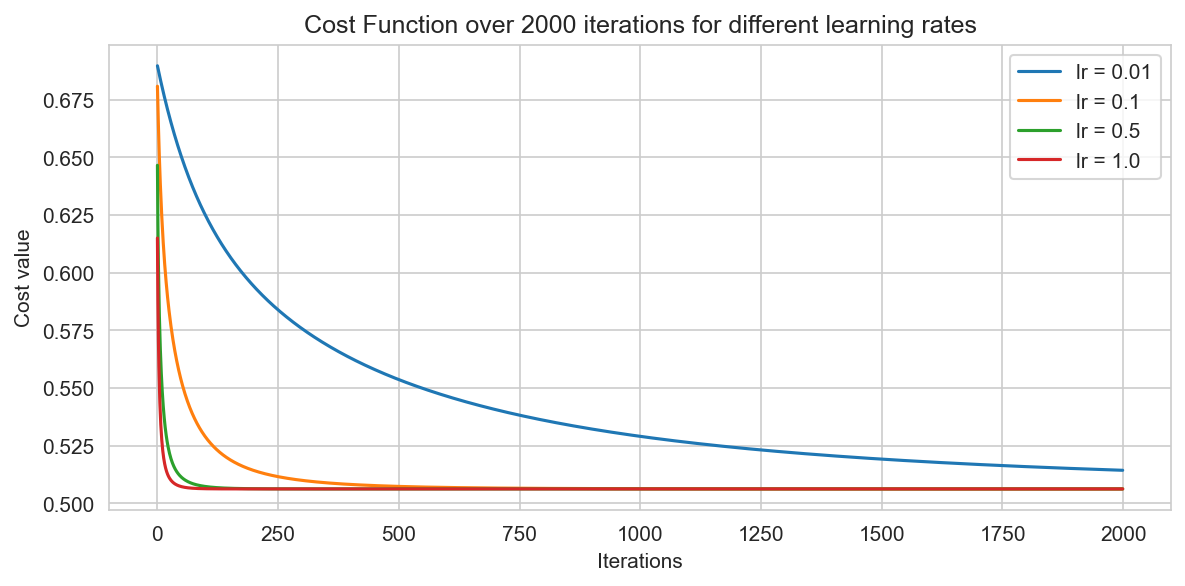 Cost Function over 2000 iterations for different learning rates
lr = 0.01
lr = 0.1
lr = 0.5
lr = 1.0
Cost value
0.675
0.650
0.625
0.600
0.575
0.550
0.525
0.500
0 250 500 750 1000 1250 1500 1750 2000
Iterations